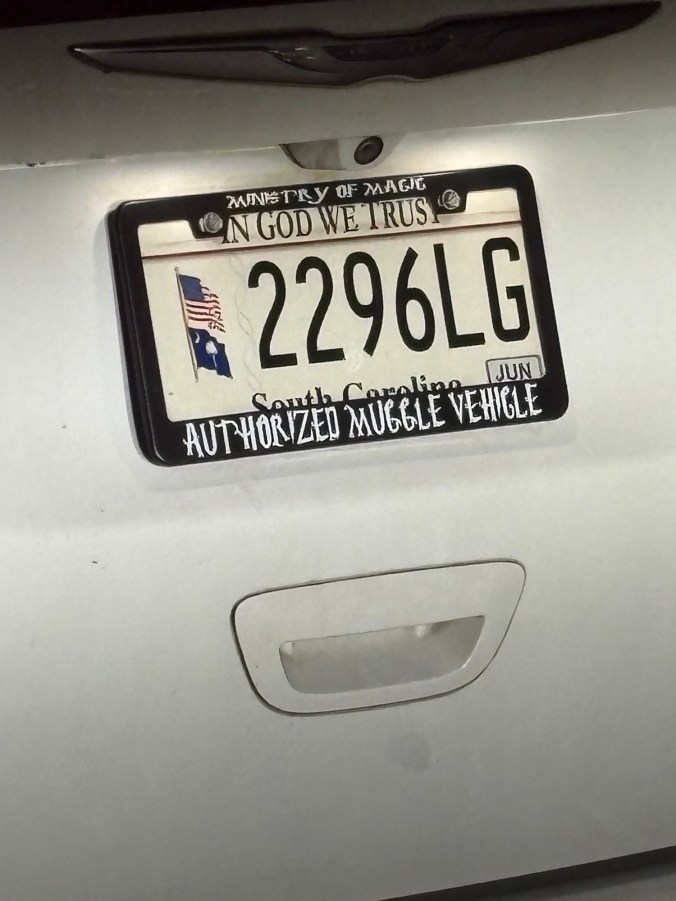 MINISTRY OF MAGIC
IN GOD WE TRUST
2296LG
JUN
South Carolina
AUTHORIZED MUGGLE VEHICLE